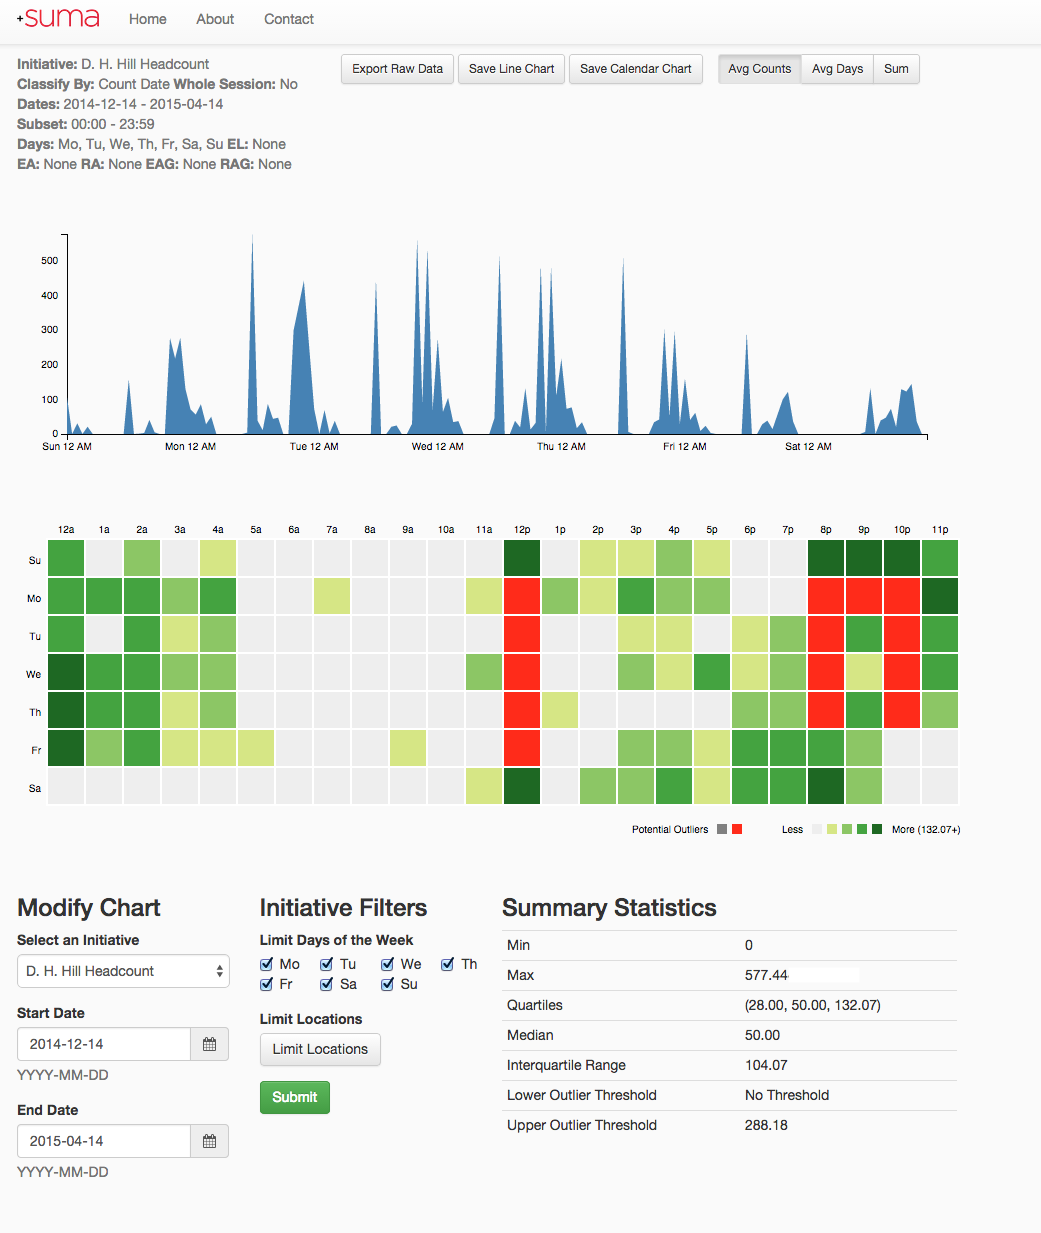 +suma Home About Contact
Initiative: D. H. Hill Headcount
Classify By: Count Date Whole Session: No
Dates: 2014-12-14 - 2015-04-14
Subset: 00:00 - 23:59
Days: Mo, Tu, We, Th, Fr, Sa, Su EL: None
EA: None RA: None EAG: None RAG: None
Export Raw Data Save Line Chart Save Calendar Chart Avg Counts Avg Days Sum
500
400
300
200
100
0
Sun 12 AM Mon 12 AM Tue 12 AM Wed 12 AM Thu 12 AM Fri 12 AM Sat 12 AM
12a 1a 2a 3a 4a 5a 6a 7a 8a 9a 10a 11a 12p 1p 2p 3p 4p 5p 6p 7p 8p 9p 10p 11p
Su
Mo
Tu
We
Th
Fr
Sa
Potential Outliers Less More (132.07+)
Modify Chart
Select an Initiative
D. H. Hill Headcount
Start Date
2014-12-14
YYYY-MM-DD
End Date
2015-04-14
YYYY-MM-DD
Initiative Filters
Limit Days of the Week
Mo Tu We Th
Fr Sa Su
Limit Locations
Limit Locations
Submit
Summary Statistics
Min 0
Max 577.44
Quartiles (28.00, 50.00, 132.07)
Median 50.00
Interquartile Range 104.07
Lower Outlier Threshold No Threshold
Upper Outlier Threshold 288.18